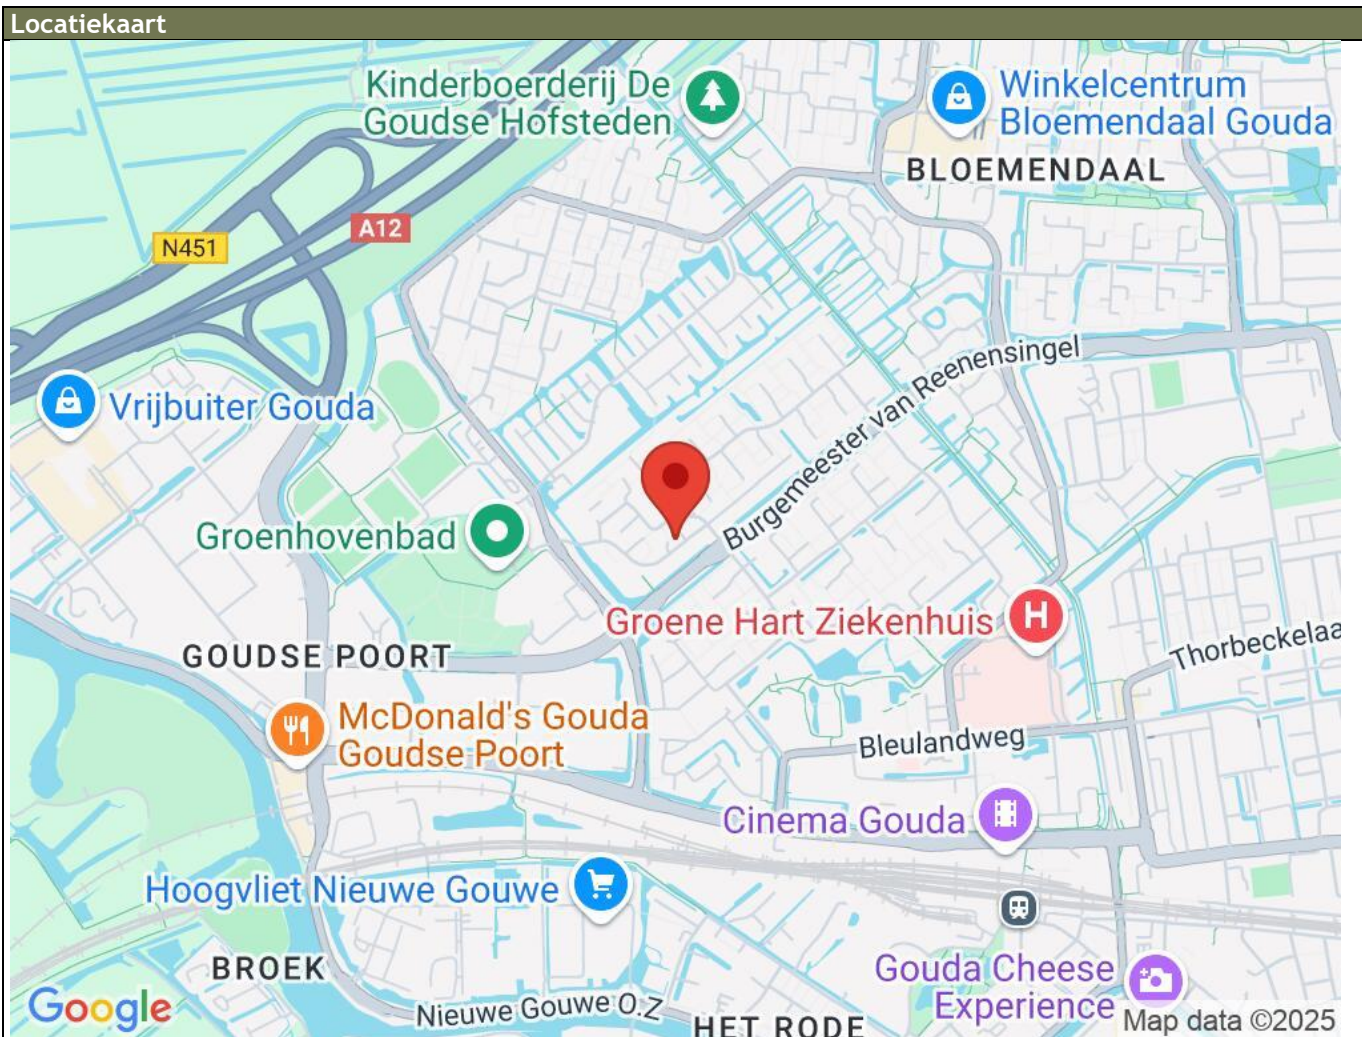 Locatiekaart
Kinderboerderij De
Goudse Hofsteden
Winkelcentrum
Bloemendaal Gouda
BLOEMENDAAL
A12
N451
Burgemeester van Reenensingel
Vrijbuiter Gouda
Groenhovenbad
Groene Hart Ziekenhuis
H
Thorbeckelaa
GOUDSE POORT
McDonald's Gouda
Goudse Poort
Bleulandweg
Cinema Gouda
Hoogvliet Nieuwe Gouwe
BROEK
Gouda Cheese
Experience
Nieuwe Gouwe O.Z
HET RODE
Google
Map data ©2025